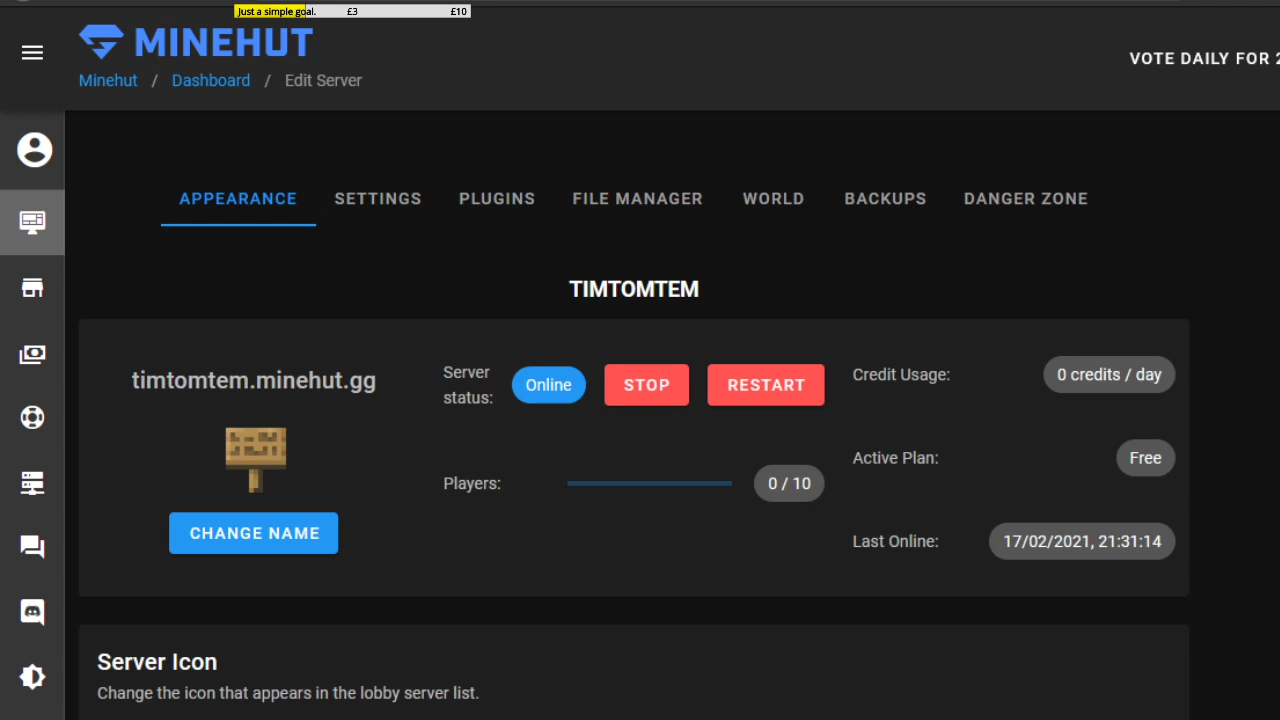 Just a simple goal. £3 £10
MINEHUT
Minehut / Dashboard / Edit Server
VOTE DAILY FOR 2
APPEARANCE SETTINGS PLUGINS FILE MANAGER WORLD BACKUPS DANGER ZONE
TIMTOMTEM
timtomtem.minehut.gg
CHANGE NAME
Server
status:
Online
STOP
RESTART
Players:
0 / 10
Credit Usage:
0 credits / day
Active Plan:
Free
Last Online:
17/02/2021, 21:31:14
Server Icon
Change the icon that appears in the lobby server list.